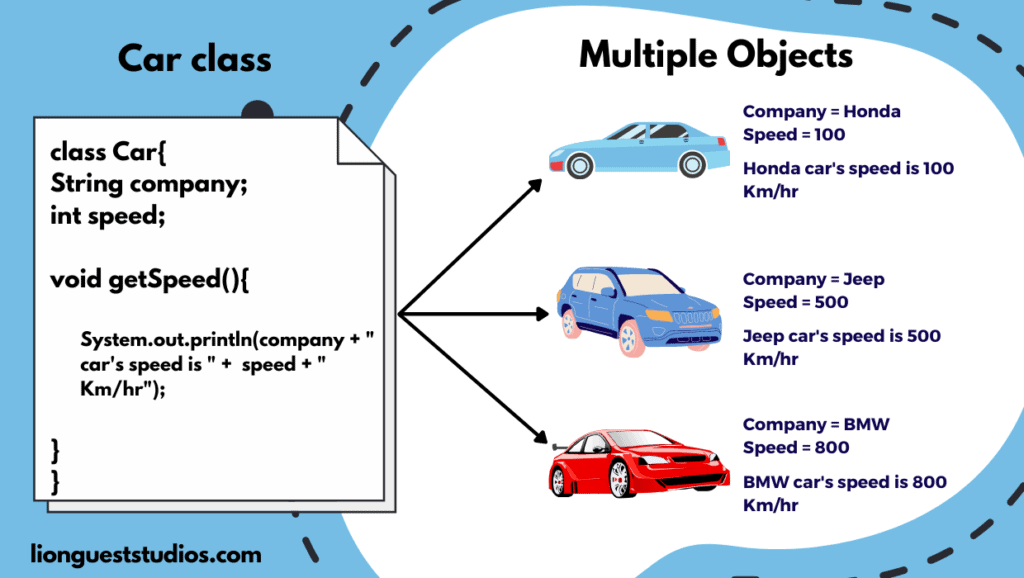 Car class
class Car{
String company;
int speed;
void getSpeed(){
System.out.println(company + "
car's speed is " + speed + "
Km/hr");
}
}
liongueststudios.com
Multiple Objects
Company = Honda
Speed = 100
Honda car's speed is 100
Km/hr
Company = Jeep
Speed = 500
Jeep car's speed is 500
Km/hr
Company = BMW
Speed = 800
BMW car's speed is 800
Km/hr